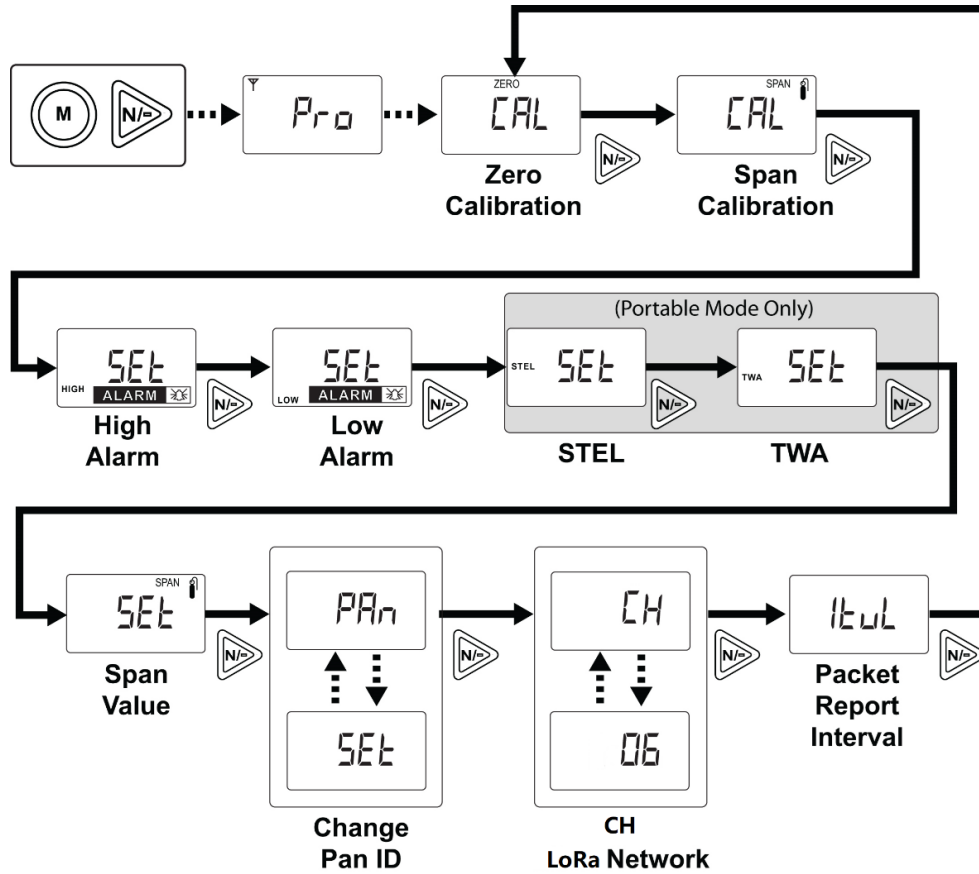 M
N/-
Pro
ZERO
CAL
N/-
SPAN
CAL
N/-
Zero
Calibration
Span
Calibration
(Portable Mode Only)
SEt
HIGH
ALARM
N/-
SEt
LOW
ALARM
N/-
STEL
SEt
N/-
TWA
SEt
N/-
High
Alarm
Low
Alarm
STEL
TWA
SPAN
SEt
N/-
PAn
SEt
N/-
CH
06
N/-
ItuL
N/-
Span
Value
Change
Pan ID
CH
LoRa Network
Packet
Report
Interval